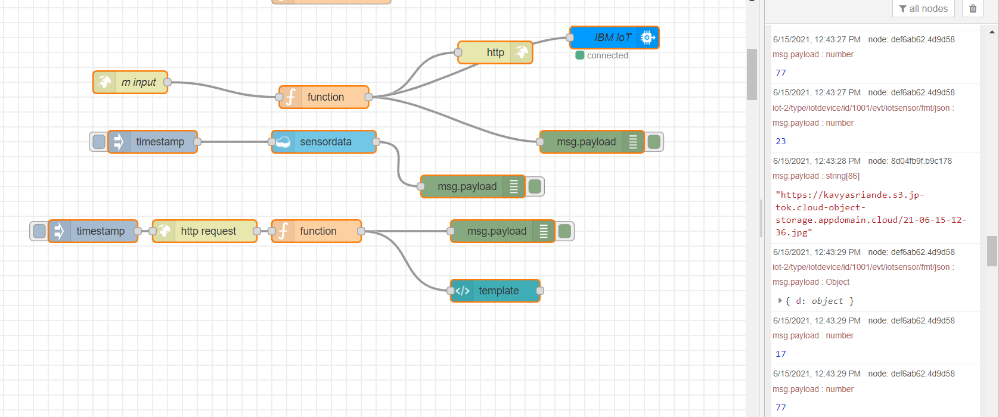 IBM IoT
http
connected
m input
function
timestamp
sensordata
msg.payload
msg.payload
timestamp
http request
function
msg.payload
template
all nodes
6/15/2021, 12:43:27 PM node: def6ab62.4d9d58
msg.payload : number
77
6/15/2021, 12:43:27 PM node: def6ab62.4d9d58
iot-2/type/iotdevice/id/1001/evt/iotsensor/fmt/json :
msg.payload : number
23
6/15/2021, 12:43:28 PM node: 8d04fb9f.b9c178
msg.payload : string[86]
"https://kavyasriande.s3.jp-
tok.cloud-object-
storage.appdomain.cloud/21-06-15-12-
36.jpg"
6/15/2021, 12:43:29 PM node: def6ab62.4d9d58
iot-2/type/iotdevice/id/1001/evt/iotsensor/fmt/json :
msg.payload : Object
{ d: object }
6/15/2021, 12:43:29 PM node: def6ab62.4d9d58
msg.payload : number
17
6/15/2021, 12:43:29 PM node: def6ab62.4d9d58
msg.payload : number
77